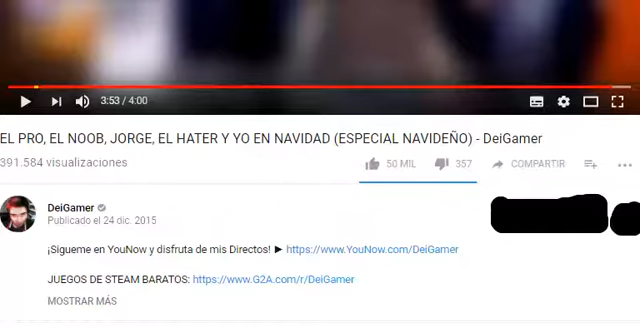 3:53 / 4:00
EL PRO, EL NOOB, JORGE, EL HATER Y YO EN NAVIDAD (ESPECIAL NAVIDEÑO) - DeiGamer
391.584 visualizaciones
50 MIL 357 COMPARTIR
DeiGamer
Publicado el 24 dic. 2015
¡Sigueme en YouNow y disfruta de mis Directos! ► https://www.YouNow.com/DeiGamer
JUEGOS DE STEAM BARATOS: https://www.G2A.com/r/DeiGamer
MOSTRAR MÁS